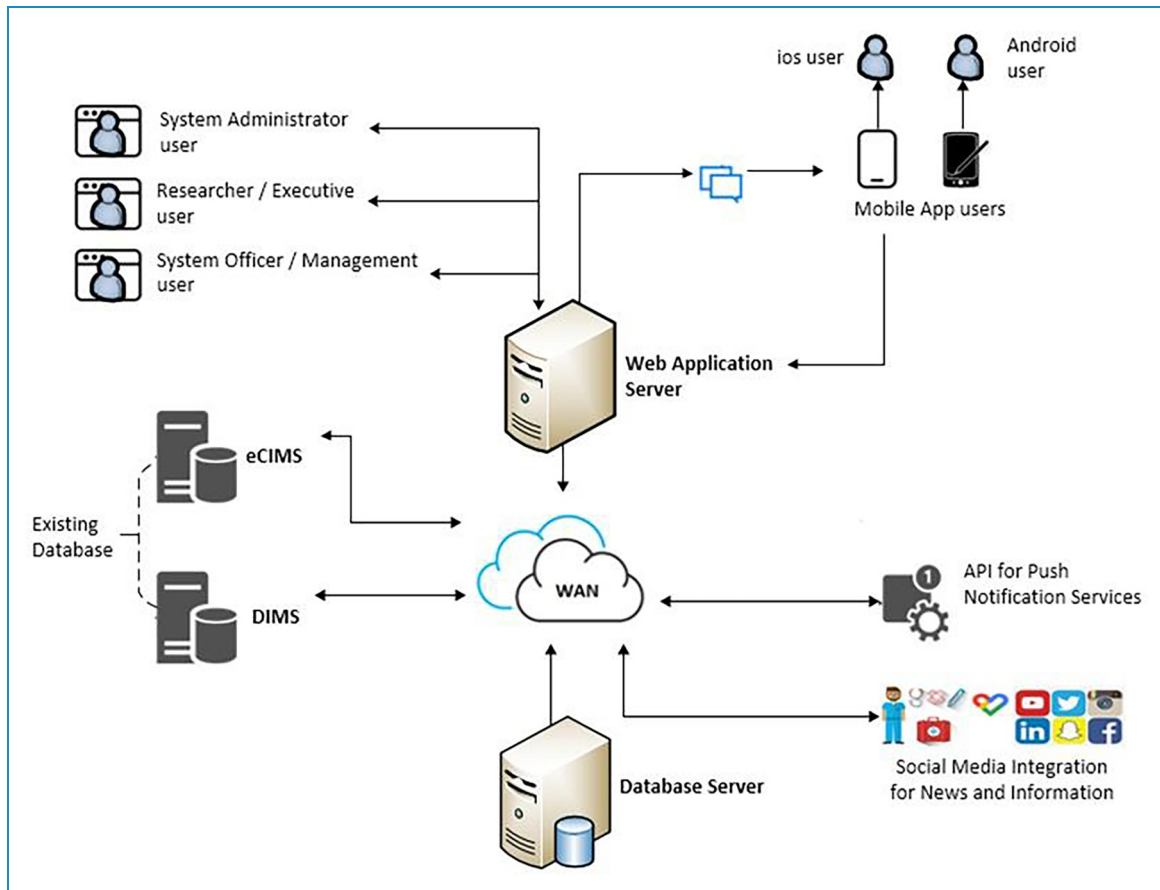 ios user
Android
user
System Administrator
user
Researcher / Executive
user
System Officer / Management
user
Mobile App users
Web Application
Server
eCIMS
Existing
Database
WAN
1
API for Push
Notification Services
DIMS
in
f
Database Server
Social Media Integration
for News and Information